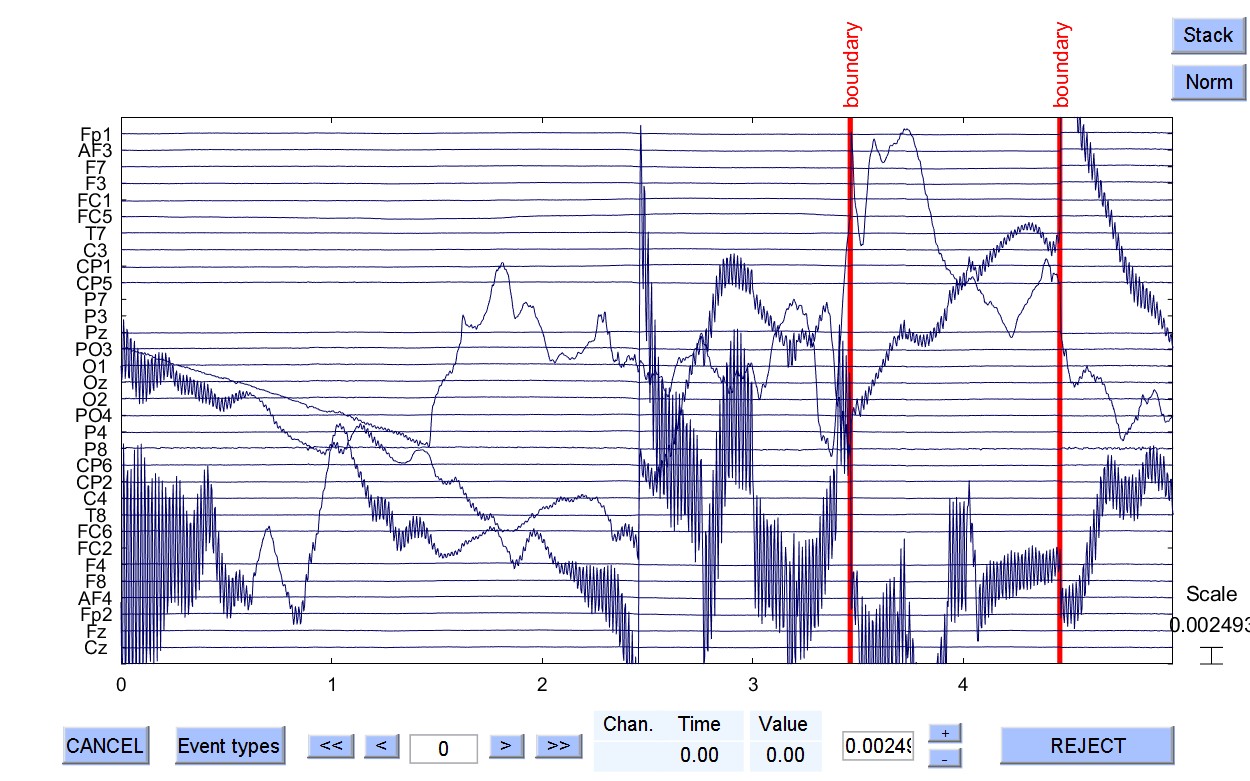 boundary
boundary
Stack
Norm
Fp1
AF3
F7
F3
FC1
FC5
T7
C3
CP1
CP5
P7
P3
Pz
PO3
O1
Oz
O2
PO4
P4
P8
CP6
CP2
C4
T8
FC6
FC2
F4
F8
AF4
Fp2
Fz
Cz
Scale
0.002493
0 1 2 3 4
Chan. Time Value
CANCEL Event types << < 0 > >> 0.00 0.00 0.0024 + - REJECT